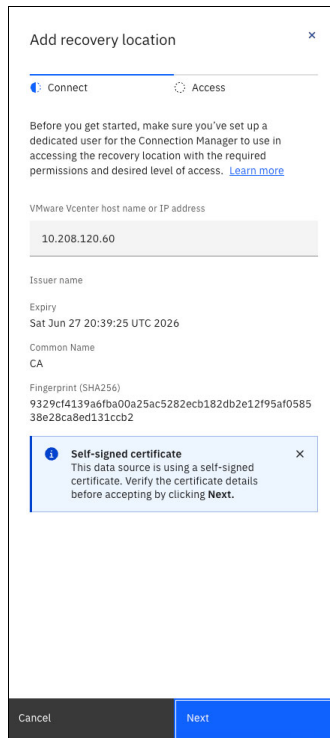 Add recovery location
Connect
Access
Before you get started, make sure you've set up a
dedicated user for the Connection Manager to use in
accessing the recovery location with the required
permissions and desired level of access. Learn more
VMware Vcenter host name or IP address
10.208.120.60
Issuer name
Expiry
Sat Jun 27 20:39:25 UTC 2026
Common Name
CA
Fingerprint (SHA256)
9329cf4139a6fba00a25ac5282ecb182db2e12f95af0585
38e28ca8ed131ccb2
Self-signed certificate
This data source is using a self-signed
certificate. Verify the certificate details
before accepting by clicking Next.
Cancel
Next